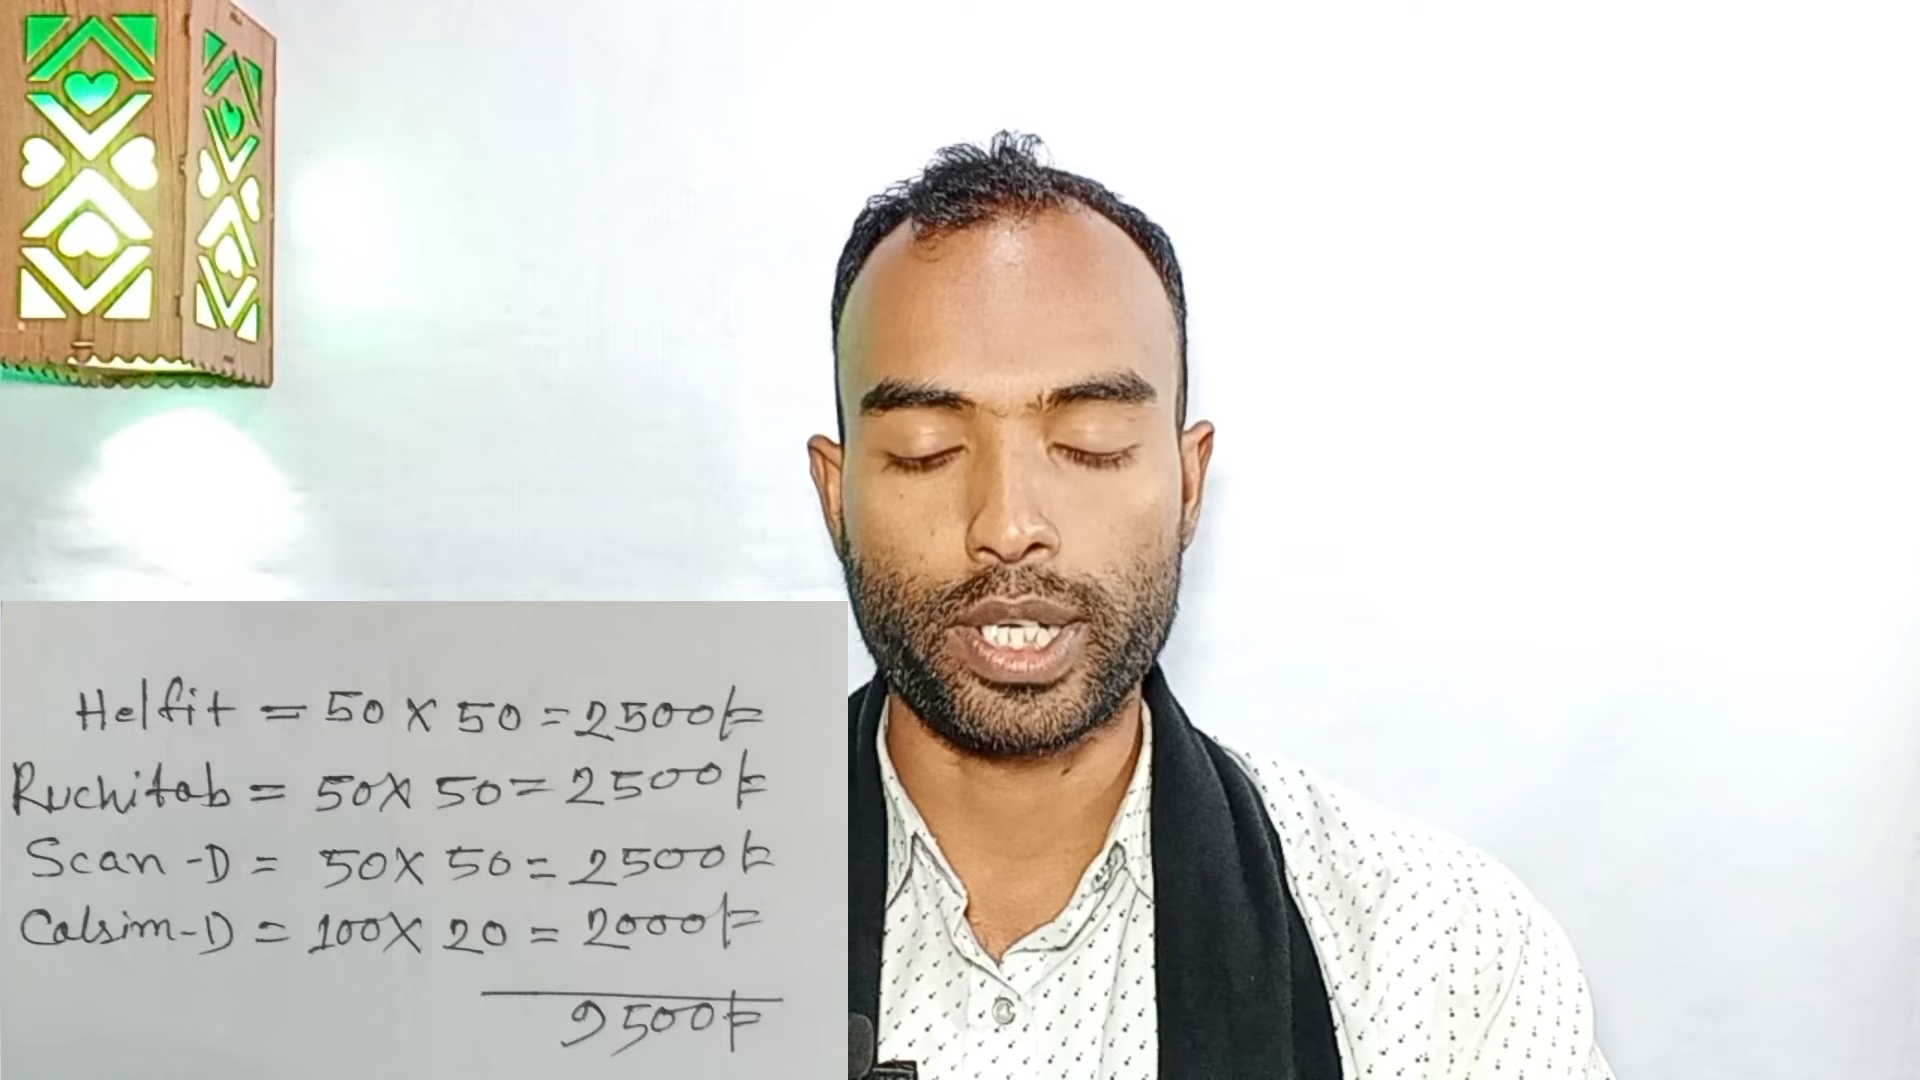 Helfit = 50 X 50 = 2500/=
Ruchitab = 50X 50 = 2500/=
Scan-D = 50X 50 = 2500/=
Calsim-D = 100X 20 = 2000/=
9500/=